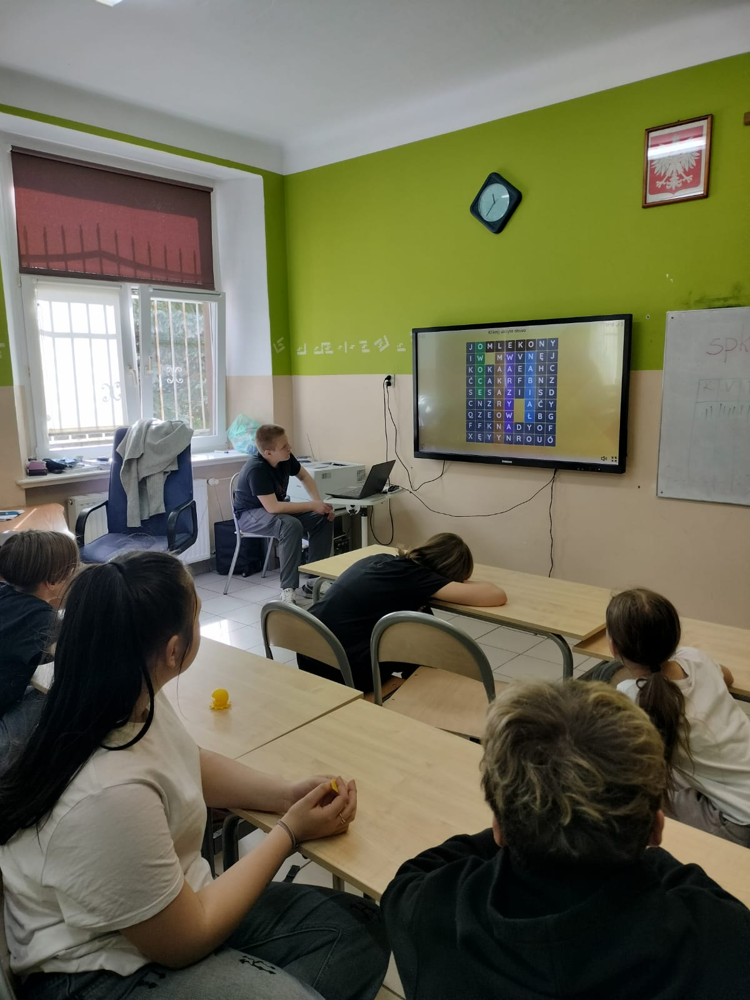 Kliknij ukryte słowo
J O M L E K O N Y
I W M W V N Ę J
K O K A A E A H C
Ć C A K R F B N Z
S E S A Z I I S D
C N Z R Y A Ć Y
Q Z E O W Ł B G
F F K N A D Y O F
X Ę Y Y N R O U Ó
SAMSUNG